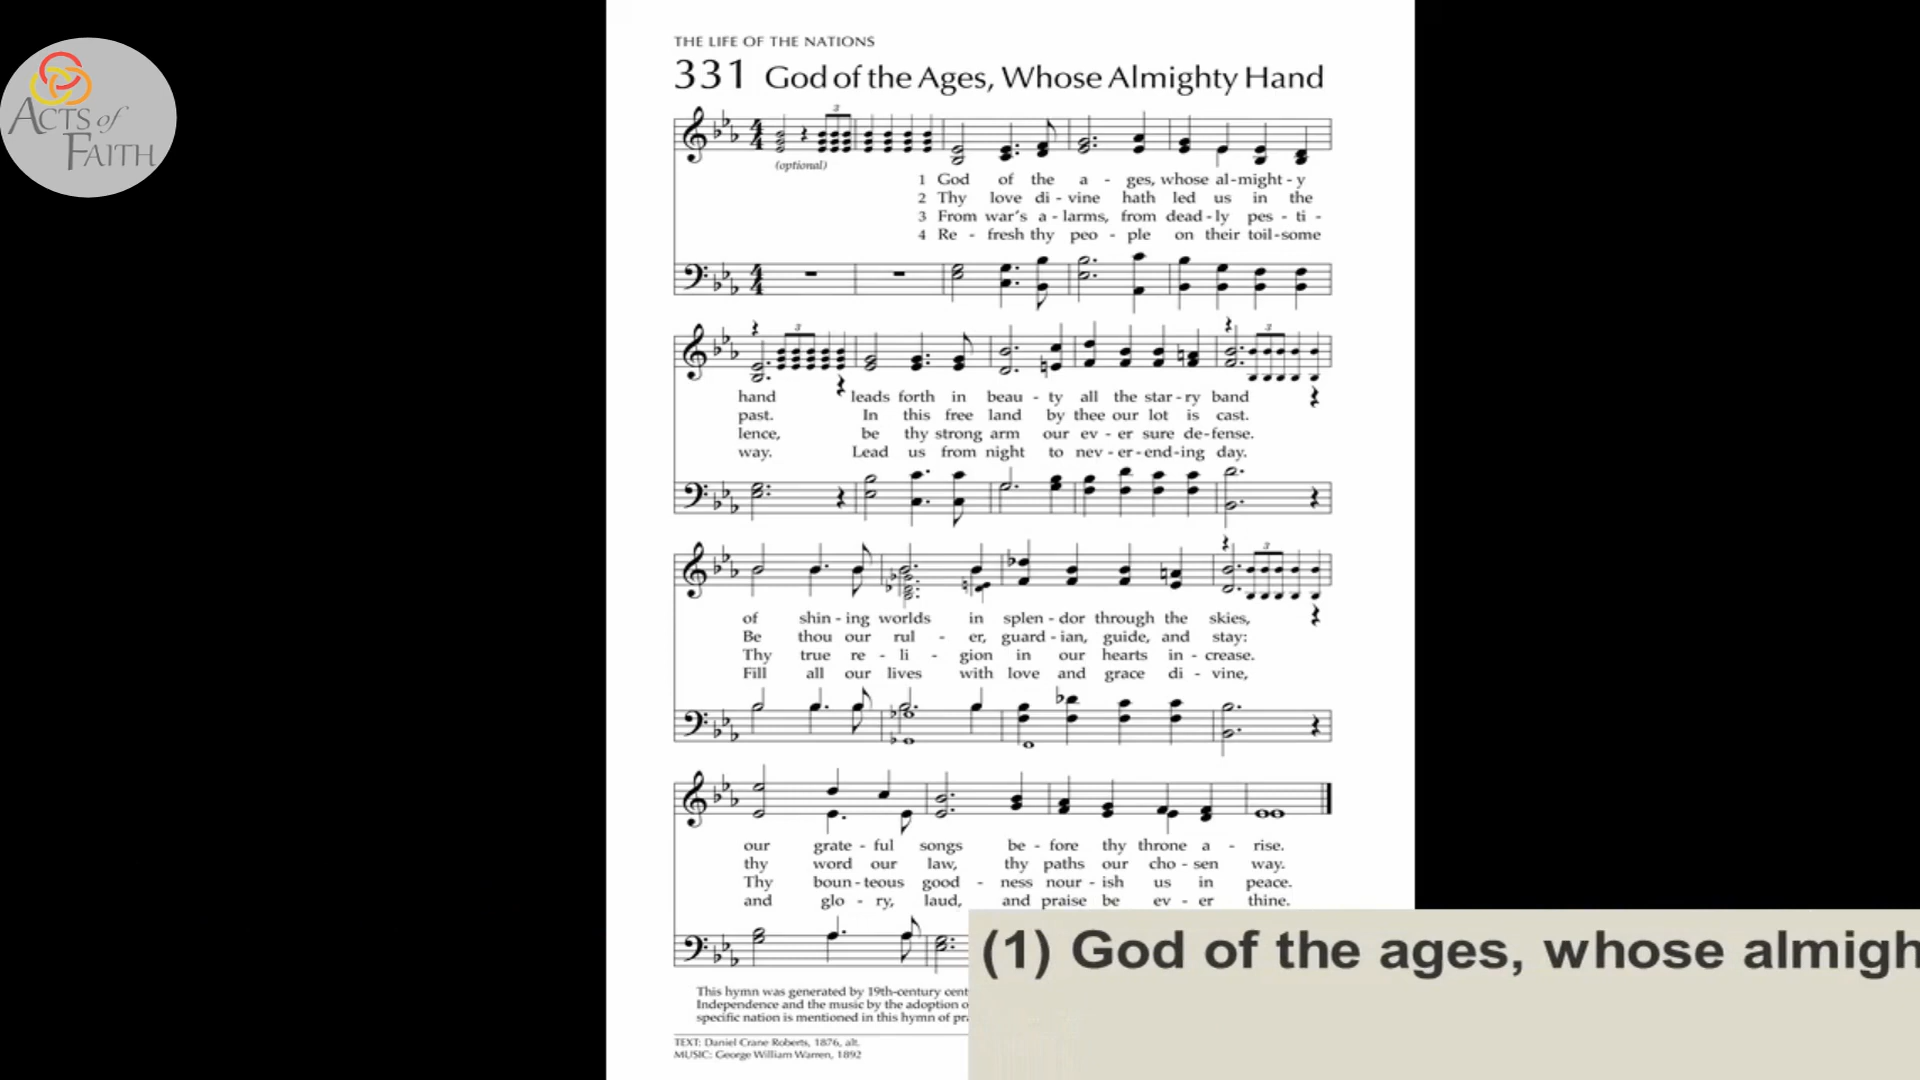 ACTS of
FAITH
THE LIFE OF THE NATIONS
331 God of the Ages, Whose Almighty Hand
3
(optional)
1 God of the a - ges, whose al-might - y
2 Thy love di - vine hath led us in the
3 From war's a - larms, from dead - ly pes - ti -
4 Re - fresh thy peo - ple on their toil-some
3 3
hand leads forth in beau - ty all the star - ry band
past. In this free land by thee our lot is cast.
lence, be thy strong arm our ev - er sure de-fense.
way. Lead us from night to nev - er - end-ing day.
3
of shin - ing worlds in splen - dor through the skies,
Be thou our rul - er, guard - ian, guide, and stay:
Thy true re - li - gion in our hearts in - crease.
Fill all our lives with love and grace di - vine,
our grate - ful songs be - fore thy throne a - rise.
thy word our law, thy paths our cho - sen way.
Thy boun - teous good - ness nour - ish us in peace.
and glo - ry, laud, and praise be ev - er thine.
(1) God of the ages, whose almigh
This hymn was generated by 19th-century cent
Independence and the music by the adoption o
specific nation is mentioned in this hymn of pra
TEXT: Daniel Crane Roberts, 1876, alt.
MUSIC: George William Warren, 1892